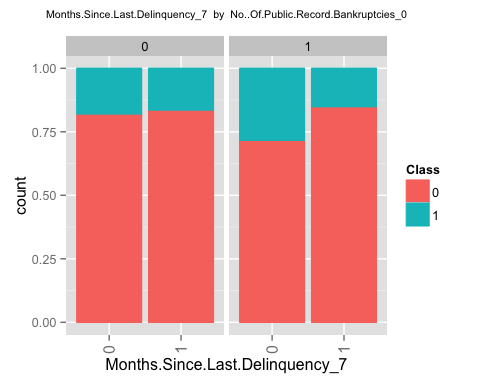 Months.Since.Last.Delinquency_7 by No..Of.Public.Record.Bankruptcies_0
0 1
1.00
0.75
0.50
0.25
0.00
count
0 1 0 1
Months.Since.Last.Delinquency_7
Class
0
1